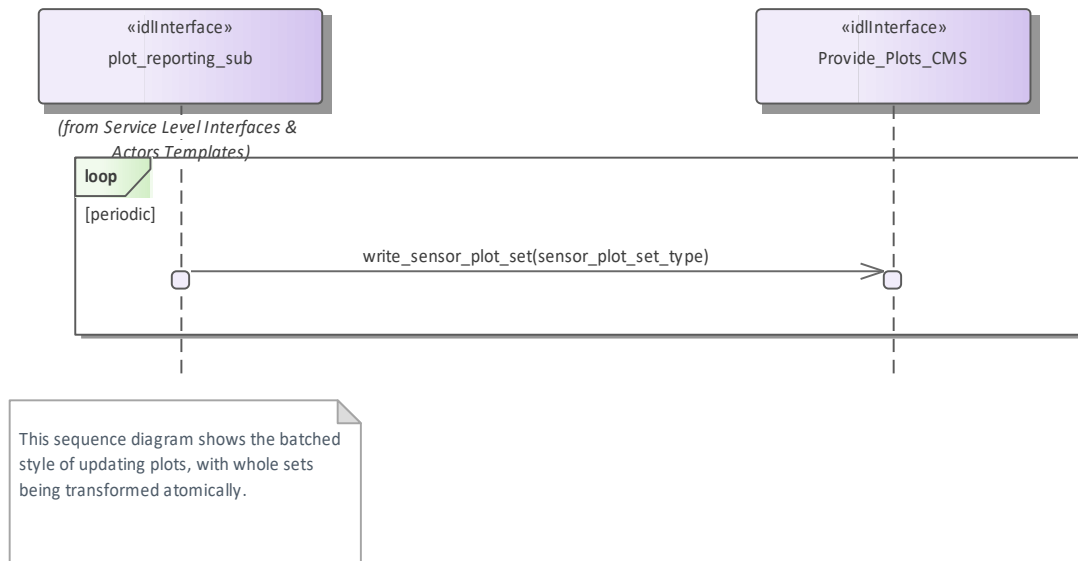 «idlInterface»
plot_reporting_sub
«idlInterface»
Provide_Plots_CMS
(from Service Level Interfaces &
Actors Templates)
loop
[periodic]
write_sensor_plot_set(sensor_plot_set_type)
This sequence diagram shows the batched
style of updating plots, with whole sets
being transformed atomically.